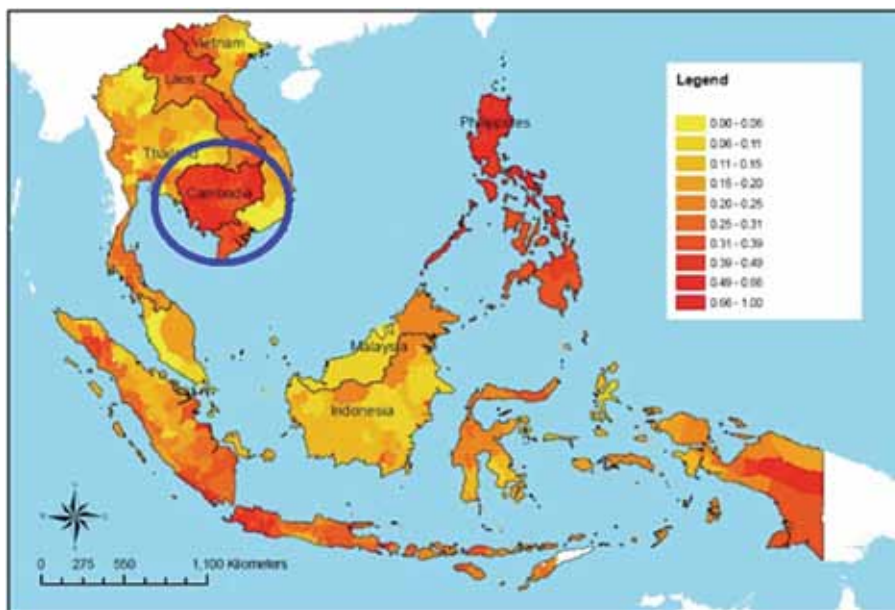 Vietnam
Laos
Thailand
Cambodia
Philippines
Malaysia
Indonesia
Legend
0.00 - 0.06
0.06 - 0.11
0.11 - 0.15
0.15 - 0.20
0.20 - 0.25
0.25 - 0.31
0.31 - 0.39
0.39 - 0.49
0.49 - 0.66
0.66 - 1.00
0 275 550 1,100 Kilometers